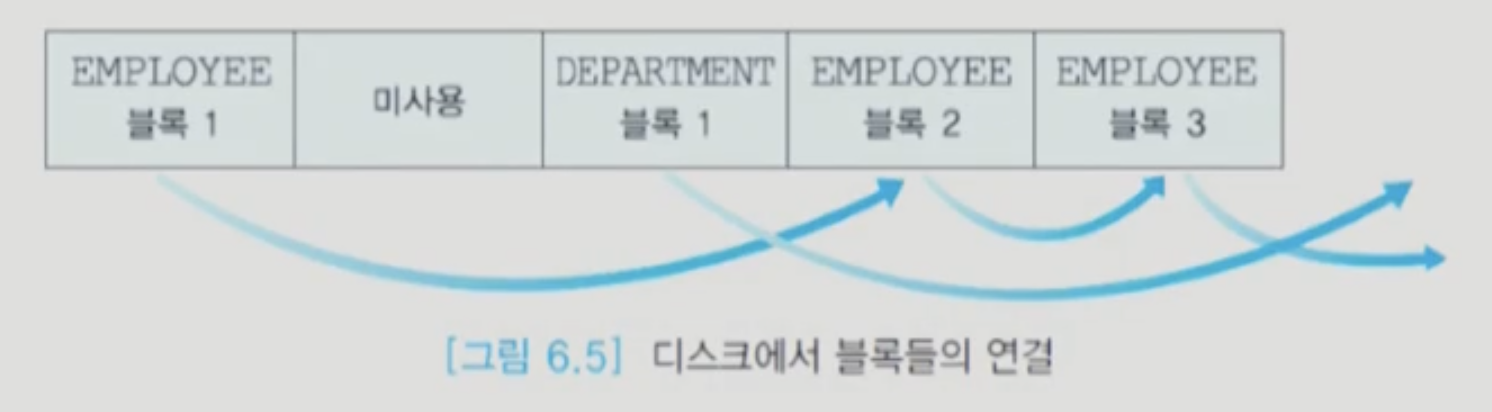 EMPLOYEE
블록 1
미사용
DEPARTMENT
블록 1
EMPLOYEE
블록 2
EMPLOYEE
블록 3
[그림 6.5] 디스크에서 블록들의 연결